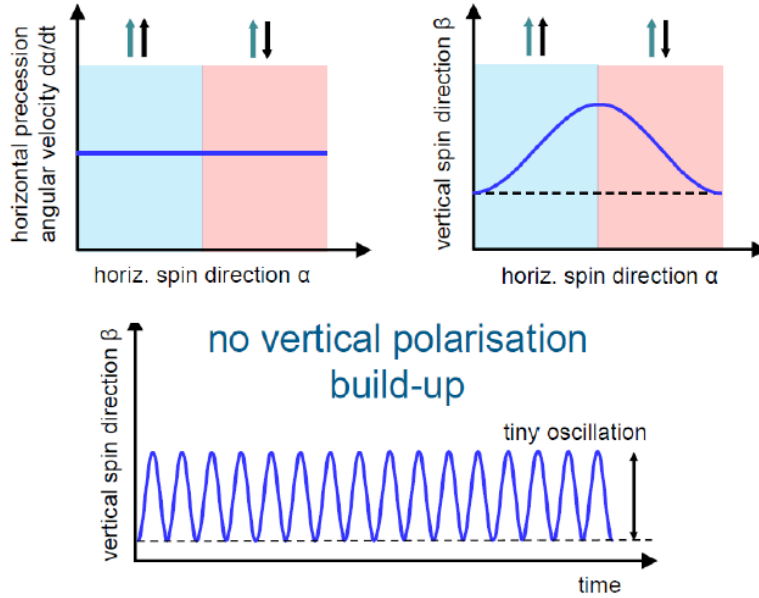 horizontal precession
angular velocity dα/dt
horiz. spin direction α
vertical spin direction β
horiz. spin direction α
no vertical polarisation
build-up
vertical spin direction β
tiny oscillation
time